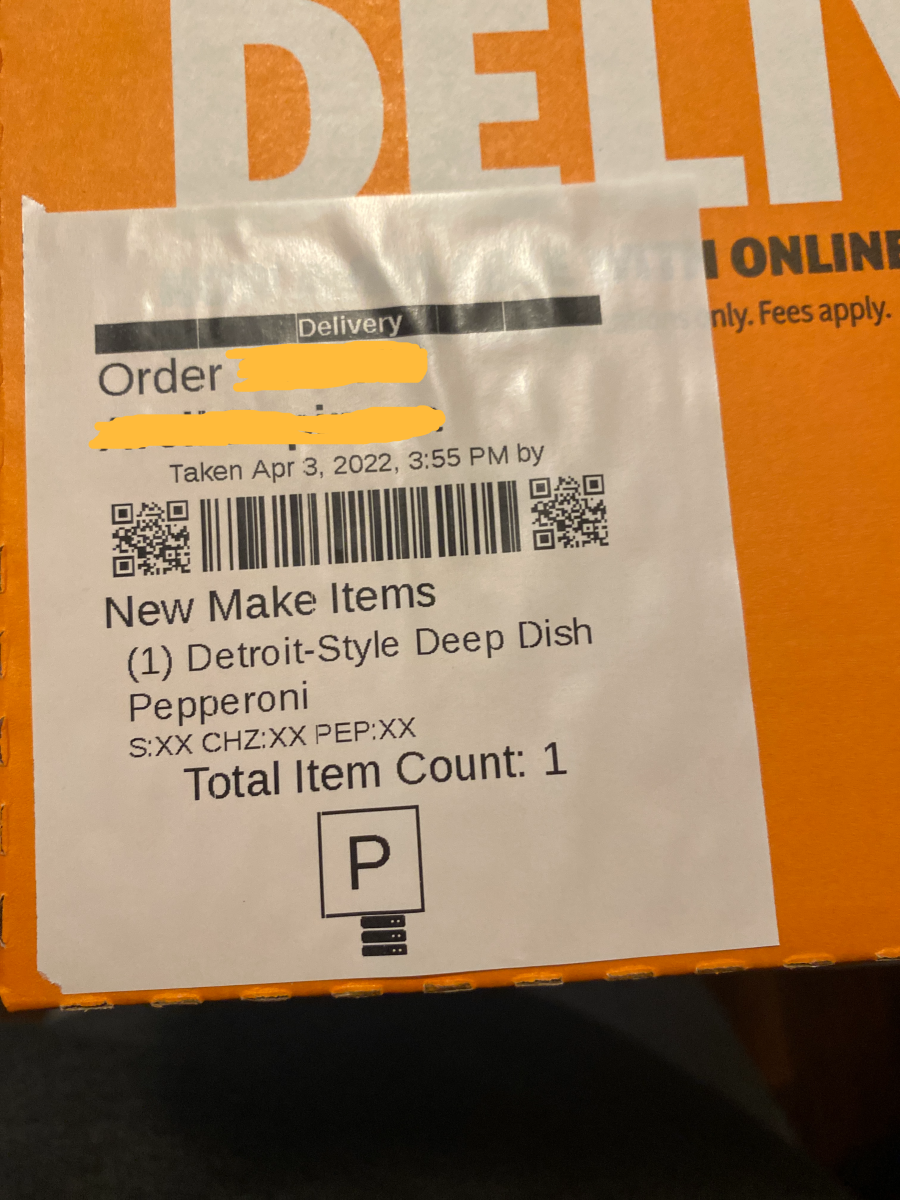 DELI
ONLINE
only. Fees apply.
Delivery
Order
Taken Apr 3, 2022, 3:55 PM by
New Make Items
(1) Detroit-Style Deep Dish
Pepperoni
S:XX CHZ:XX PEP:XX
Total Item Count: 1
P